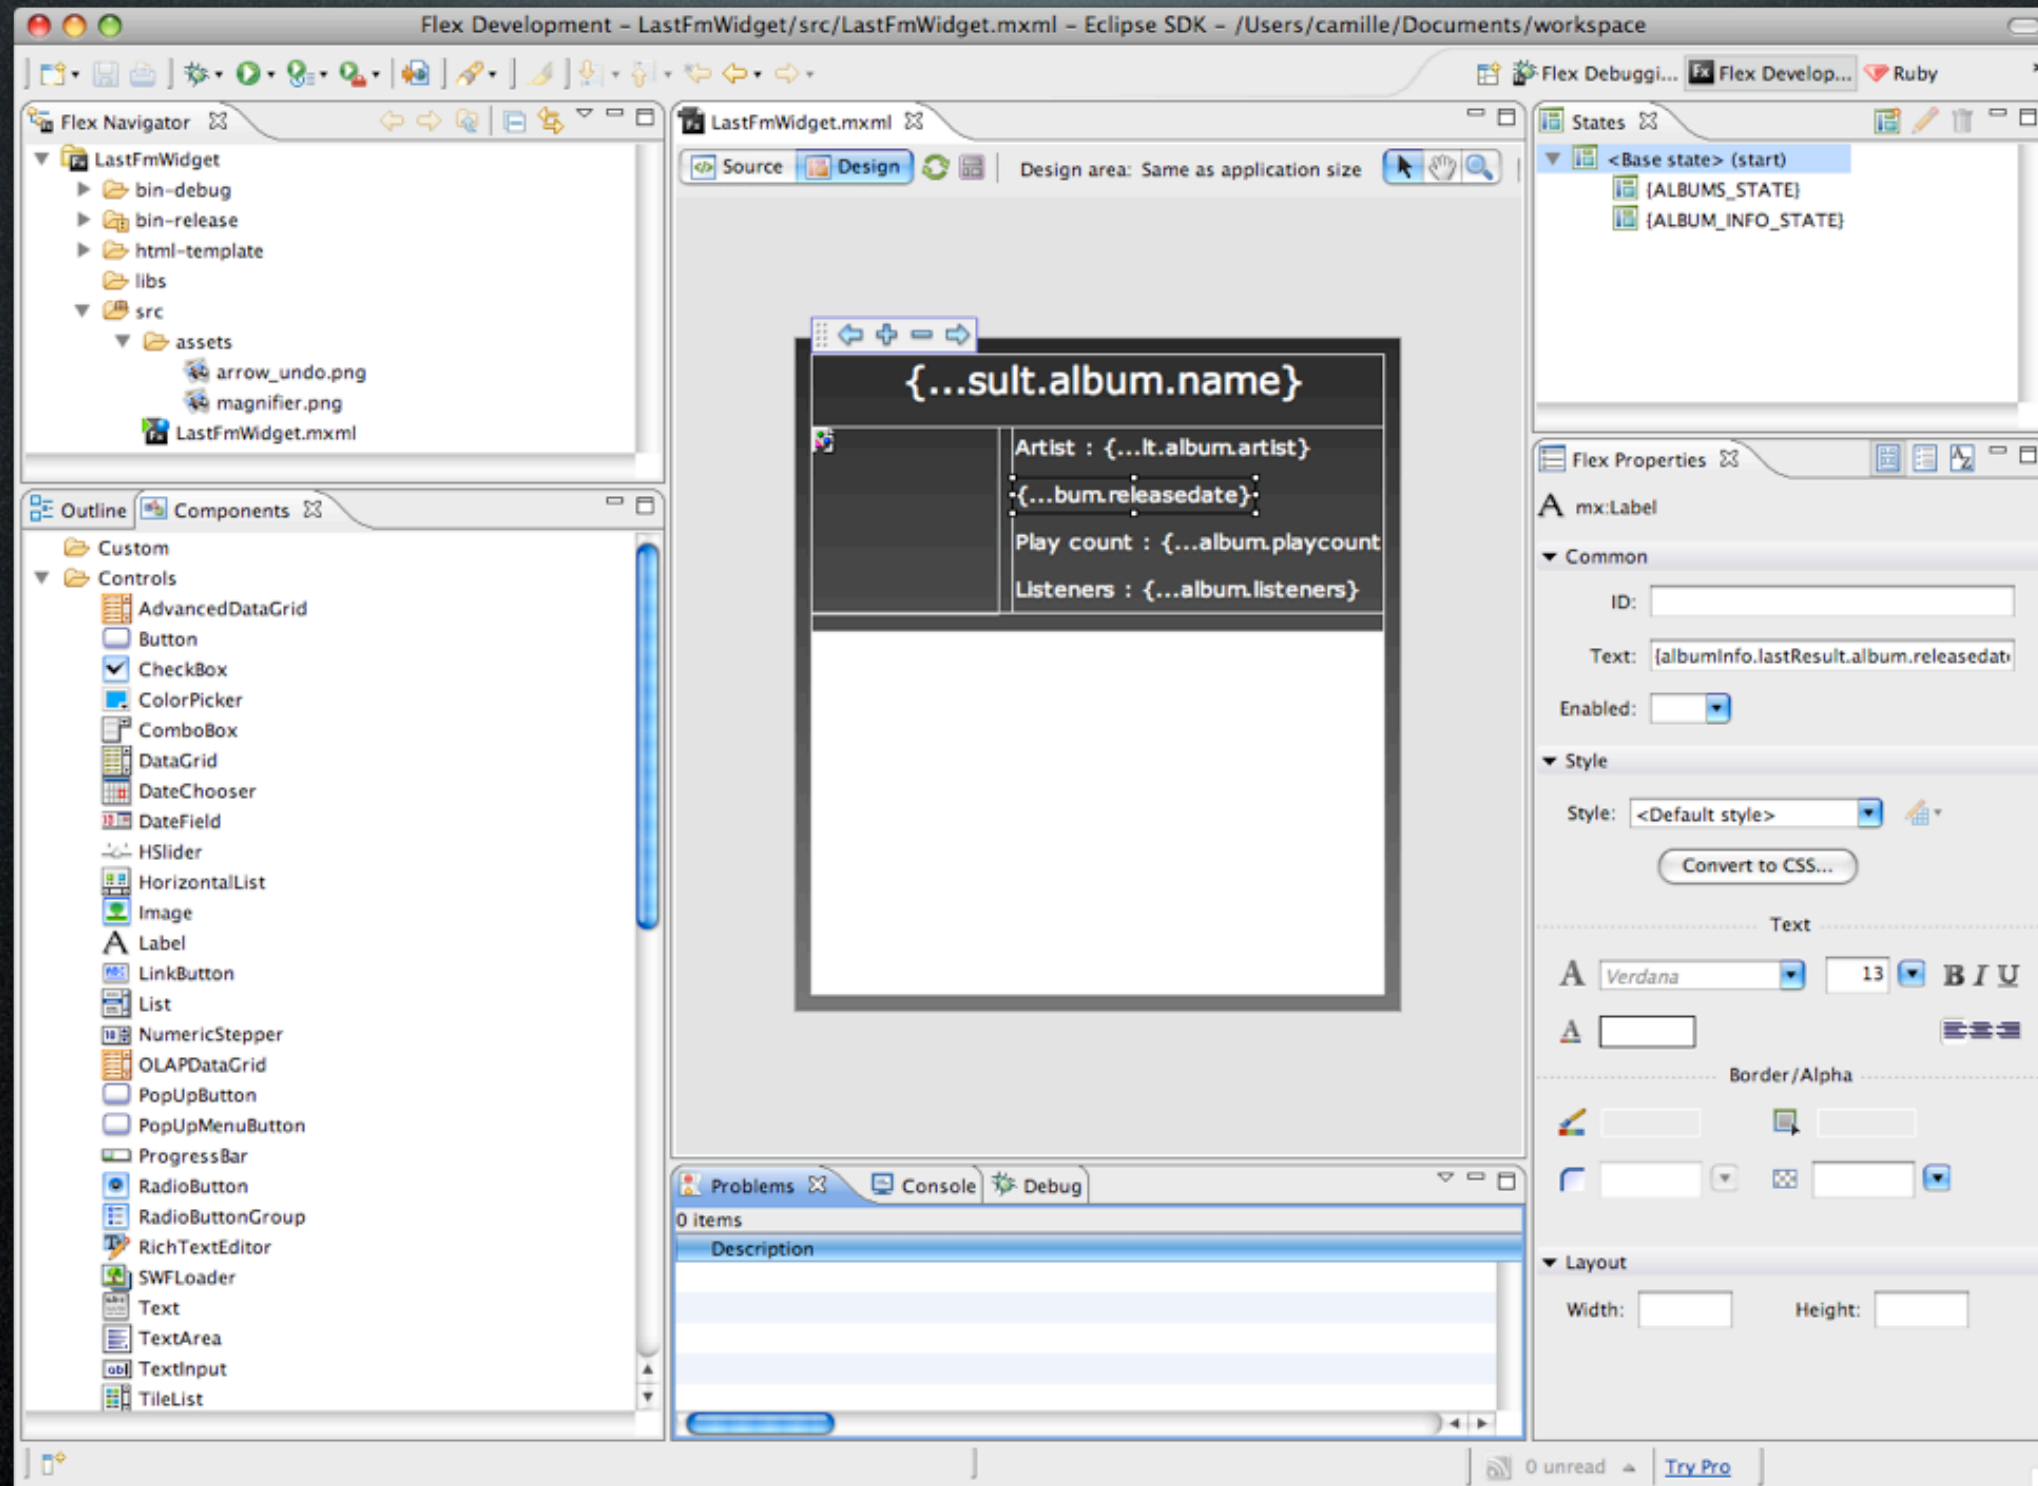 Flex Development – LastFmWidget/src/LastFmWidget.mxml – Eclipse SDK – /Users/camille/Documents/workspace
Flex Debuggi... Flex Develop... Ruby
Flex Navigator
LastFmWidget
bin-debug
bin-release
html-template
libs
src
assets
arrow_undo.png
magnifier.png
LastFmWidget.mxml
Outline Components
Custom
Controls
AdvancedDataGrid
Button
CheckBox
ColorPicker
ComboBox
DataGrid
DateChooser
DateField
HSlider
HorizontalList
Image
Label
LinkButton
List
NumericStepper
OLAPDataGrid
PopUpButton
PopUpMenuButton
ProgressBar
RadioButton
RadioButtonGroup
RichTextEditor
SWFLoader
Text
TextArea
TextInput
TileList
LastFmWidget.mxml
Source Design Design area: Same as application size
{...sult.album.name}
Artist : {...lt.album.artist}
{...bum.releasedate}
Play count : {...album.playcount
Listeners : {...album.listeners}
Problems Console Debug
0 items
Description
States
<Base state> (start)
{ALBUMS_STATE}
{ALBUM_INFO_STATE}
Flex Properties
mx:Label
Common
ID:
Text: {albumInfo.lastResult.album.releasedat
Enabled:
Style
Style: <Default style>
Convert to CSS...
Text
Verdana 13 B I U
Border/Alpha
Layout
Width: Height:
0 unread Try Pro